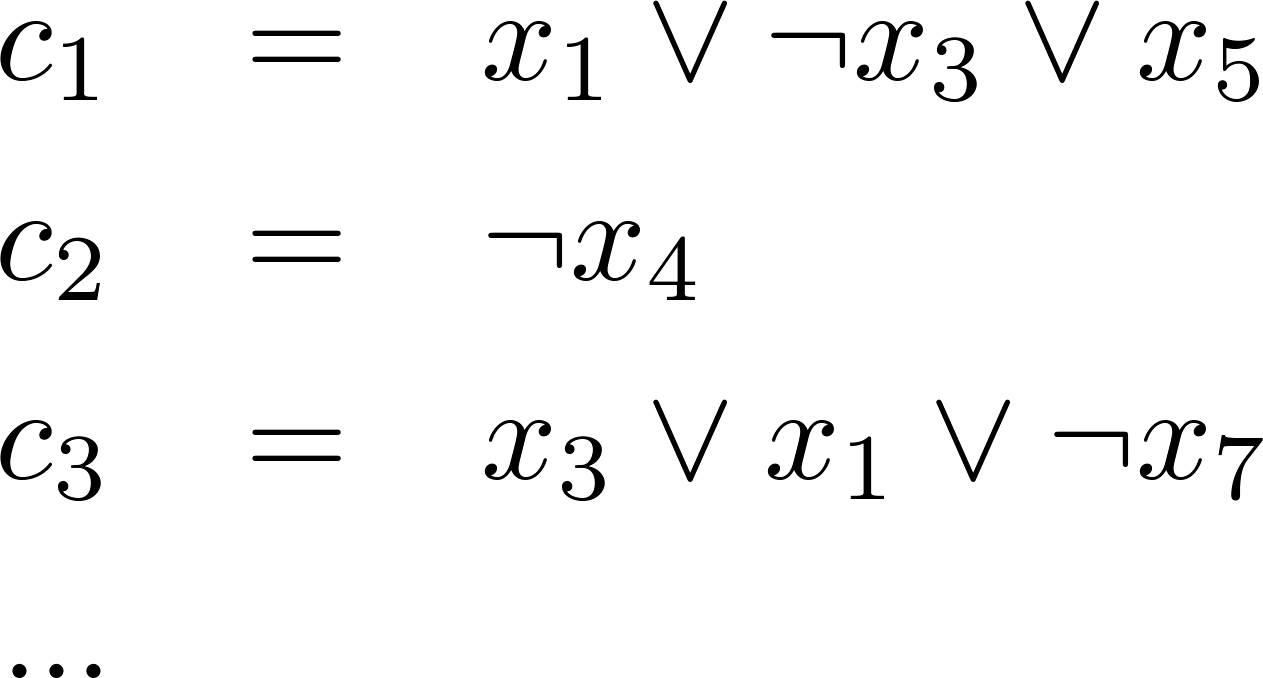 c₁ = x₁ ∨ ¬x₃ ∨ x₅
c₂ = ¬x₄
c₃ = x₃ ∨ x₁ ∨ ¬x₇
...